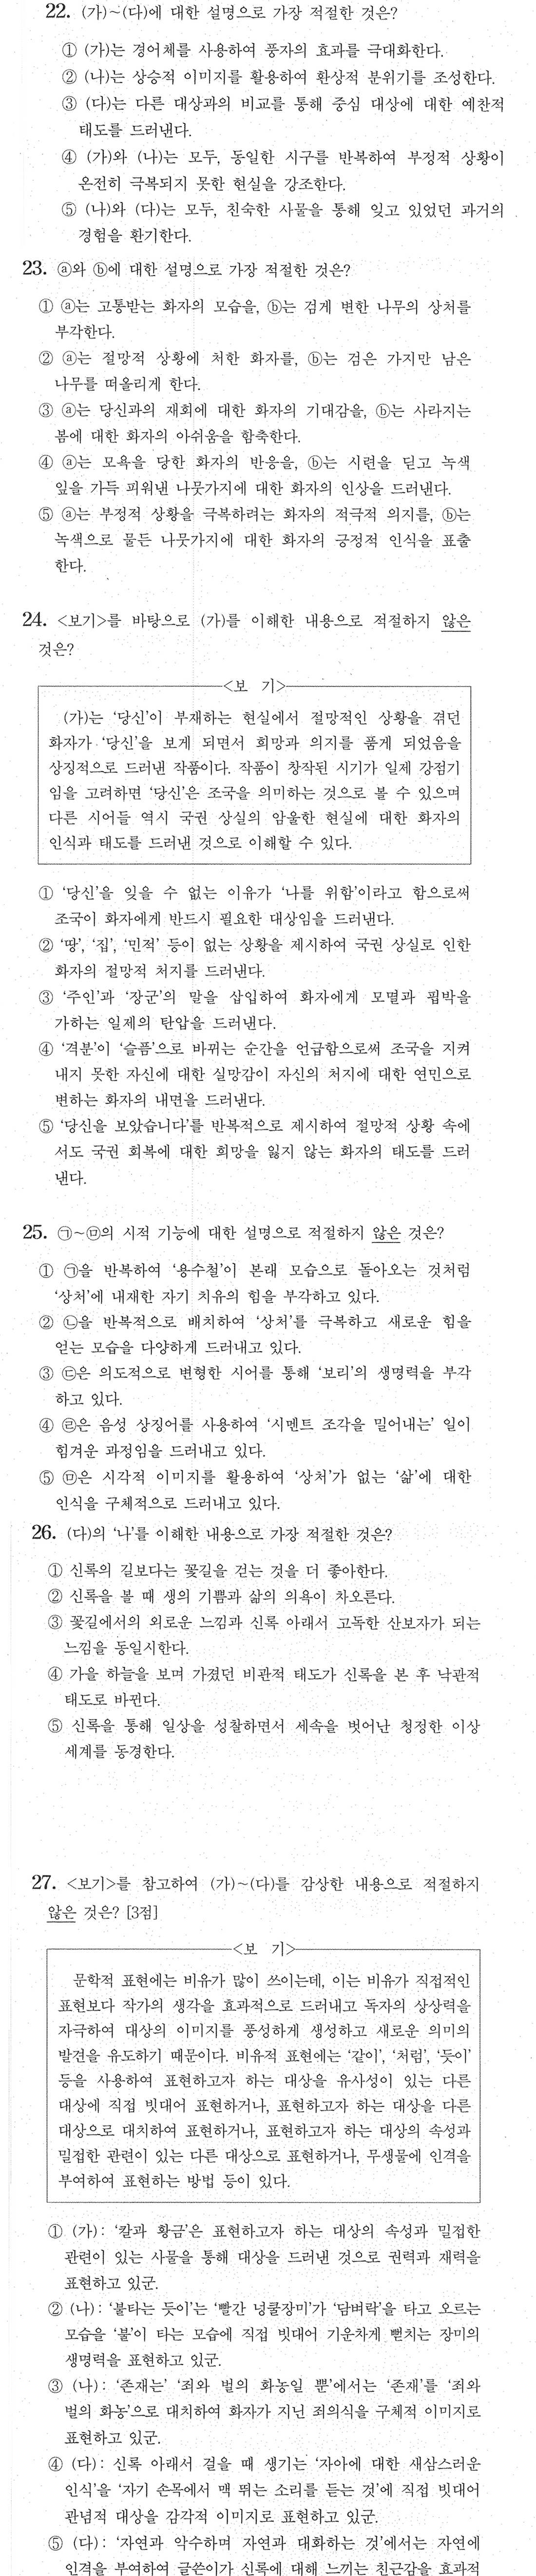 22. (가)~(다)에 대한 설명으로 가장 적절한 것은?
① (가)는 경어체를 사용하여 풍자의 효과를 극대화한다.
② (나)는 상승적 이미지를 활용하여 환상적 분위기를 조성한다.
③ (다)는 다른 대상과의 비교를 통해 중심 대상에 대한 예찬적
태도를 드러낸다.
④ (가)와 (나)는 모두, 동일한 시구를 반복하여 부정적 상황이
온전히 극복되지 못한 현실을 강조한다.
⑤ (나)와 (다)는 모두, 친숙한 사물을 통해 잊고 있었던 과거의
경험을 환기한다.
23. ⓐ와 ⓑ에 대한 설명으로 가장 적절한 것은?
① ⓐ는 고통받는 화자의 모습을, ⓑ는 검게 변한 나무의 상처를
부각한다.
② ⓐ는 절망적 상황에 처한 화자를, ⓑ는 검은 가지만 남은
나무를 떠올리게 한다.
③ ⓐ는 당신과의 재회에 대한 화자의 기대감을, ⓑ는 사라지는
봄에 대한 화자의 아쉬움을 함축한다.
④ ⓐ는 모욕을 당한 화자의 반응을, ⓑ는 시련을 딛고 녹색
잎을 가득 피워낸 나뭇가지에 대한 화자의 인상을 드러낸다.
⑤ ⓐ는 부정적 상황을 극복하려는 화자의 적극적 의지를, ⓑ는
녹색으로 물든 나뭇가지에 대한 화자의 긍정적 인식을 표출
한다.
24. <보기>를 바탕으로 (가)를 이해한 내용으로 적절하지 않은
것은?
<보 기>
(가)는 '당신'이 부재하는 현실에서 절망적인 상황을 겪던
화자가 '당신'을 보게 되면서 희망과 의지를 품게 되었음을
상징적으로 드러낸 작품이다. 작품이 창작된 시기가 일제 강점기
임을 고려하면 '당신'은 조국을 의미하는 것으로 볼 수 있으며
다른 시어들 역시 국권 상실의 암울한 현실에 대한 화자의
인식과 태도를 드러낸 것으로 이해할 수 있다.
① '당신'을 잊을 수 없는 이유가 '나를 위함'이라고 함으로써
조국이 화자에게 반드시 필요한 대상임을 드러낸다.
② '땅', '집', '민적' 등이 없는 상황을 제시하여 국권 상실로 인한
화자의 절망적 처지를 드러낸다.
③ '주인'과 '장군'의 말을 삽입하여 화자에게 모멸과 핍박을
가하는 일제의 탄압을 드러낸다.
④ '격분'이 '슬픔'으로 바뀌는 순간을 언급함으로써 조국을 지켜
내지 못한 자신에 대한 실망감이 자신의 처지에 대한 연민으로
변하는 화자의 내면을 드러낸다.
⑤ '당신을 보았습니다'를 반복적으로 제시하여 절망적 상황 속에
서도 국권 회복에 대한 희망을 잃지 않는 화자의 태도를 드러
낸다.
25. ㉠~㉤의 시적 기능에 대한 설명으로 적절하지 않은 것은?
① ㉠을 반복하여 '용수철'이 본래 모습으로 돌아오는 것처럼
'상처'에 내재한 자기 치유의 힘을 부각하고 있다.
② ㉡을 반복적으로 배치하여 '상처'를 극복하고 새로운 힘을
얻는 모습을 다양하게 드러내고 있다.
③ ㉢은 의도적으로 변형한 시어를 통해 '보리'의 생명력을 부각
하고 있다.
④ ㉣은 음성 상징어를 사용하여 '시멘트 조각을 밀어내는' 일이
힘겨운 과정임을 드러내고 있다.
⑤ ㉤은 시각적 이미지를 활용하여 '상처'가 없는 '삶'에 대한
인식을 구체적으로 드러내고 있다.
26. (다)의 '나'를 이해한 내용으로 가장 적절한 것은?
① 신록의 길보다는 꽃길을 걷는 것을 더 좋아한다.
② 신록을 볼 때 생의 기쁨과 삶의 의욕이 차오른다.
③ 꽃길에서의 외로운 느낌과 신록 아래서 고독한 산보자가 되는
느낌을 동일시한다.
④ 가을 하늘을 보며 가졌던 비관적 태도가 신록을 본 후 낙관적
태도로 바뀐다.
⑤ 신록을 통해 일상을 성찰하면서 세속을 벗어난 청정한 이상
세계를 동경한다.
27. <보기>를 참고하여 (가)~(다)를 감상한 내용으로 적절하지
않은 것은? [3점]
<보 기>
문학적 표현에는 비유가 많이 쓰이는데, 이는 비유가 직접적인
표현보다 작가의 생각을 효과적으로 드러내고 독자의 상상력을
자극하여 대상의 이미지를 풍성하게 생성하고 새로운 의미의
발견을 유도하기 때문이다. 비유적 표현에는 '같이', '처럼', '듯이'
등을 사용하여 표현하고자 하는 대상을 유사성이 있는 다른
대상에 직접 빗대어 표현하거나, 표현하고자 하는 대상을 다른
대상으로 대치하여 표현하거나, 표현하고자 하는 대상의 속성과
밀접한 관련이 있는 다른 대상으로 표현하거나, 무생물에 인격을
부여하여 표현하는 방법 등이 있다.
① (가): '칼과 황금'은 표현하고자 하는 대상의 속성과 밀접한
관련이 있는 사물을 통해 대상을 드러낸 것으로 권력과 재력을
표현하고 있군.
② (나): '불타는 듯이'는 '빨간 넝쿨장미'가 '담벼락'을 타고 오르는
모습을 '불'이 타는 모습에 직접 빗대어 기운차게 뻗치는 장미의
생명력을 표현하고 있군.
③ (나): '존재는' '죄와 벌의 화농일 뿐'에서는 '존재'를 '죄와
벌의 화농'으로 대치하여 화자가 지닌 죄의식을 구체적 이미지로
표현하고 있군.
④ (다): 신록 아래서 걸을 때 생기는 '자아에 대한 새삼스러운
인식'을 '자기 손목에서 맥 뛰는 소리를 듣는 것'에 직접 빗대어
관념적 대상을 감각적 이미지로 표현하고 있군.
⑤ (다): '자연과 악수하며 자연과 대화하는 것'에서는 자연에
인격을 부여하여 글쓴이가 신록에 대해 느끼는 친근감을 효과적